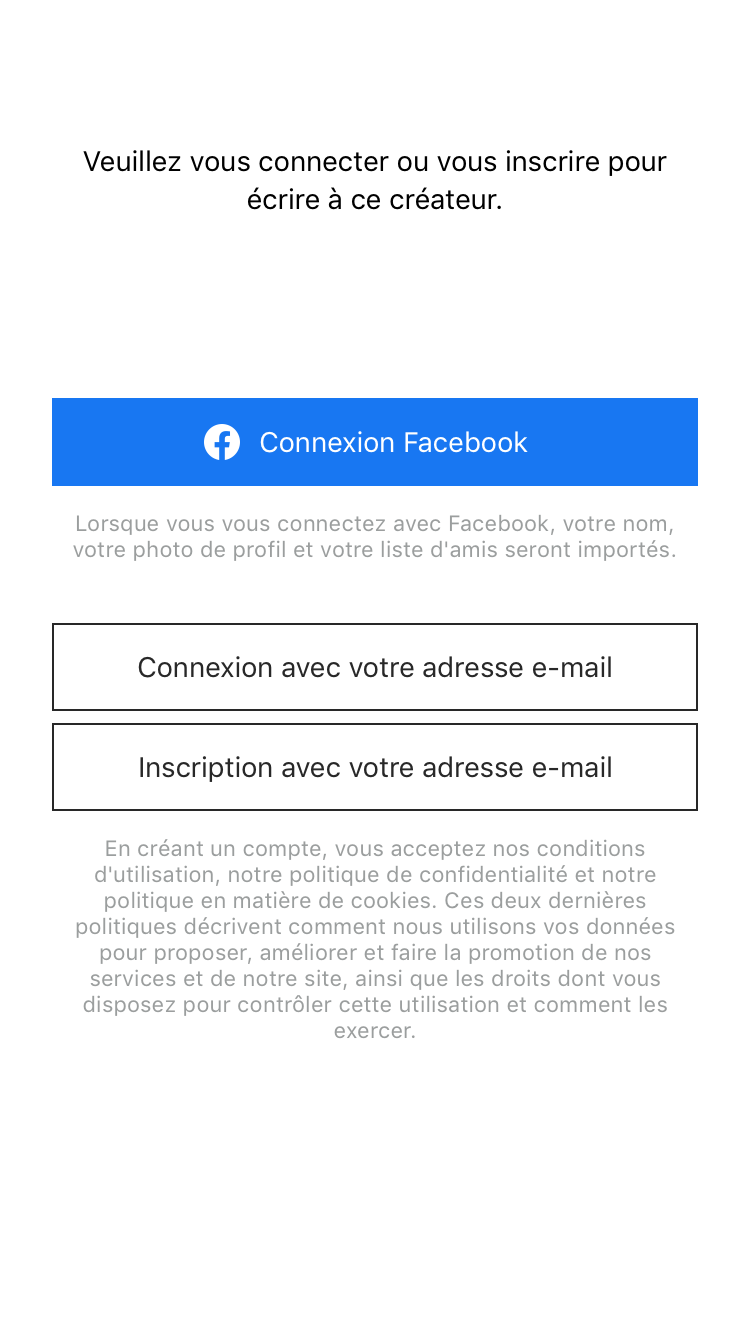 Veuillez vous connecter ou vous inscrire pour
écrire à ce créateur.
Connexion Facebook
Lorsque vous vous connectez avec Facebook, votre nom,
votre photo de profil et votre liste d'amis seront importés.
Connexion avec votre adresse e-mail
Inscription avec votre adresse e-mail
En créant un compte, vous acceptez nos conditions
d'utilisation, notre politique de confidentialité et notre
politique en matière de cookies. Ces deux dernières
politiques décrivent comment nous utilisons vos données
pour proposer, améliorer et faire la promotion de nos
services et de notre site, ainsi que les droits dont vous
disposez pour contrôler cette utilisation et comment les
exercer.